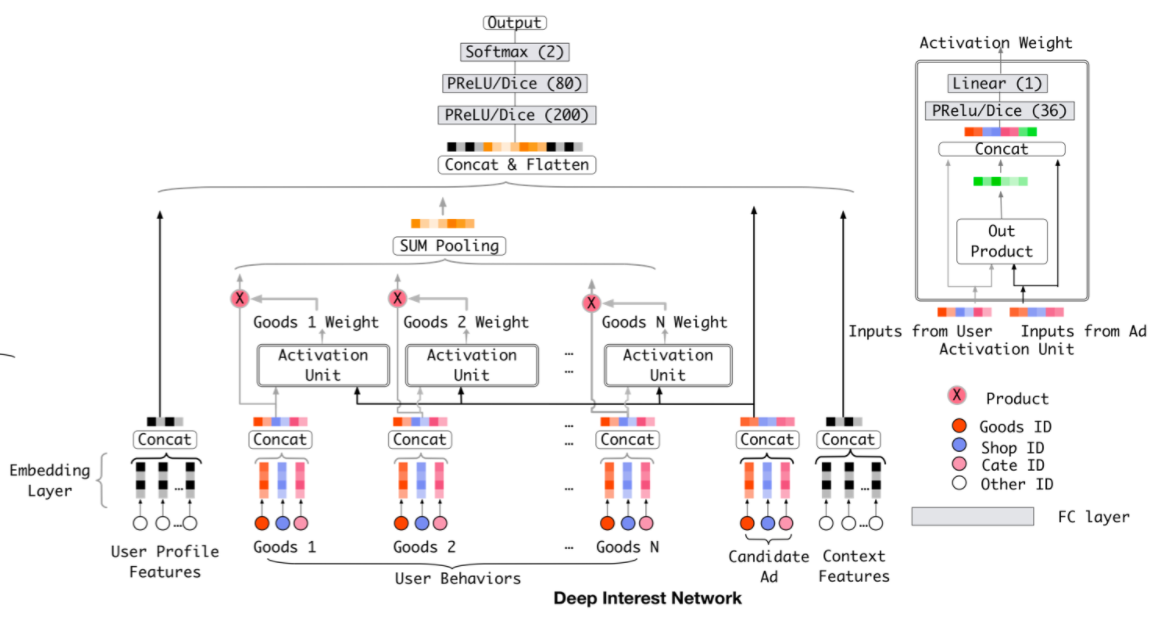 Output
Softmax (2)
PReLU/Dice (80)
PReLU/Dice (200)
Concat & Flatten
SUM Pooling
X
X
X
Goods 1 Weight
Goods 2 Weight
Goods N Weight
Activation
Unit
Activation
Unit
...
...
Activation
Unit
Concat
Concat
Concat
...
...
Concat
Concat
Concat
Embedding
Layer
...
...
...
...
...
User Profile
Features
Goods 1
Goods 2
...
Goods N
User Behaviors
Candidate
Ad
Context
Features
Deep Interest Network
Activation Weight
Linear (1)
PRelu/Dice (36)
Concat
Out
Product
Inputs from User
Inputs from Ad
Activation Unit
X
Product
Goods ID
Shop ID
Cate ID
Other ID
FC layer